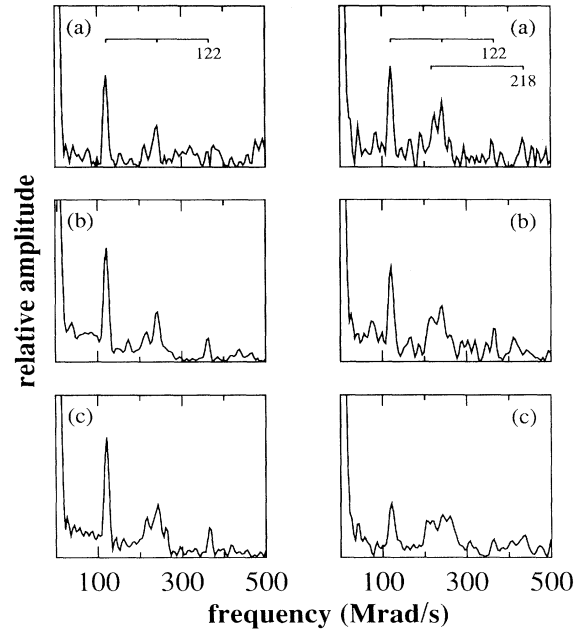 (a) (a)
122 122
218
(b) (b)
(c) (c)
relative amplitude
100 300 500 100 300 500
frequency (Mrad/s)